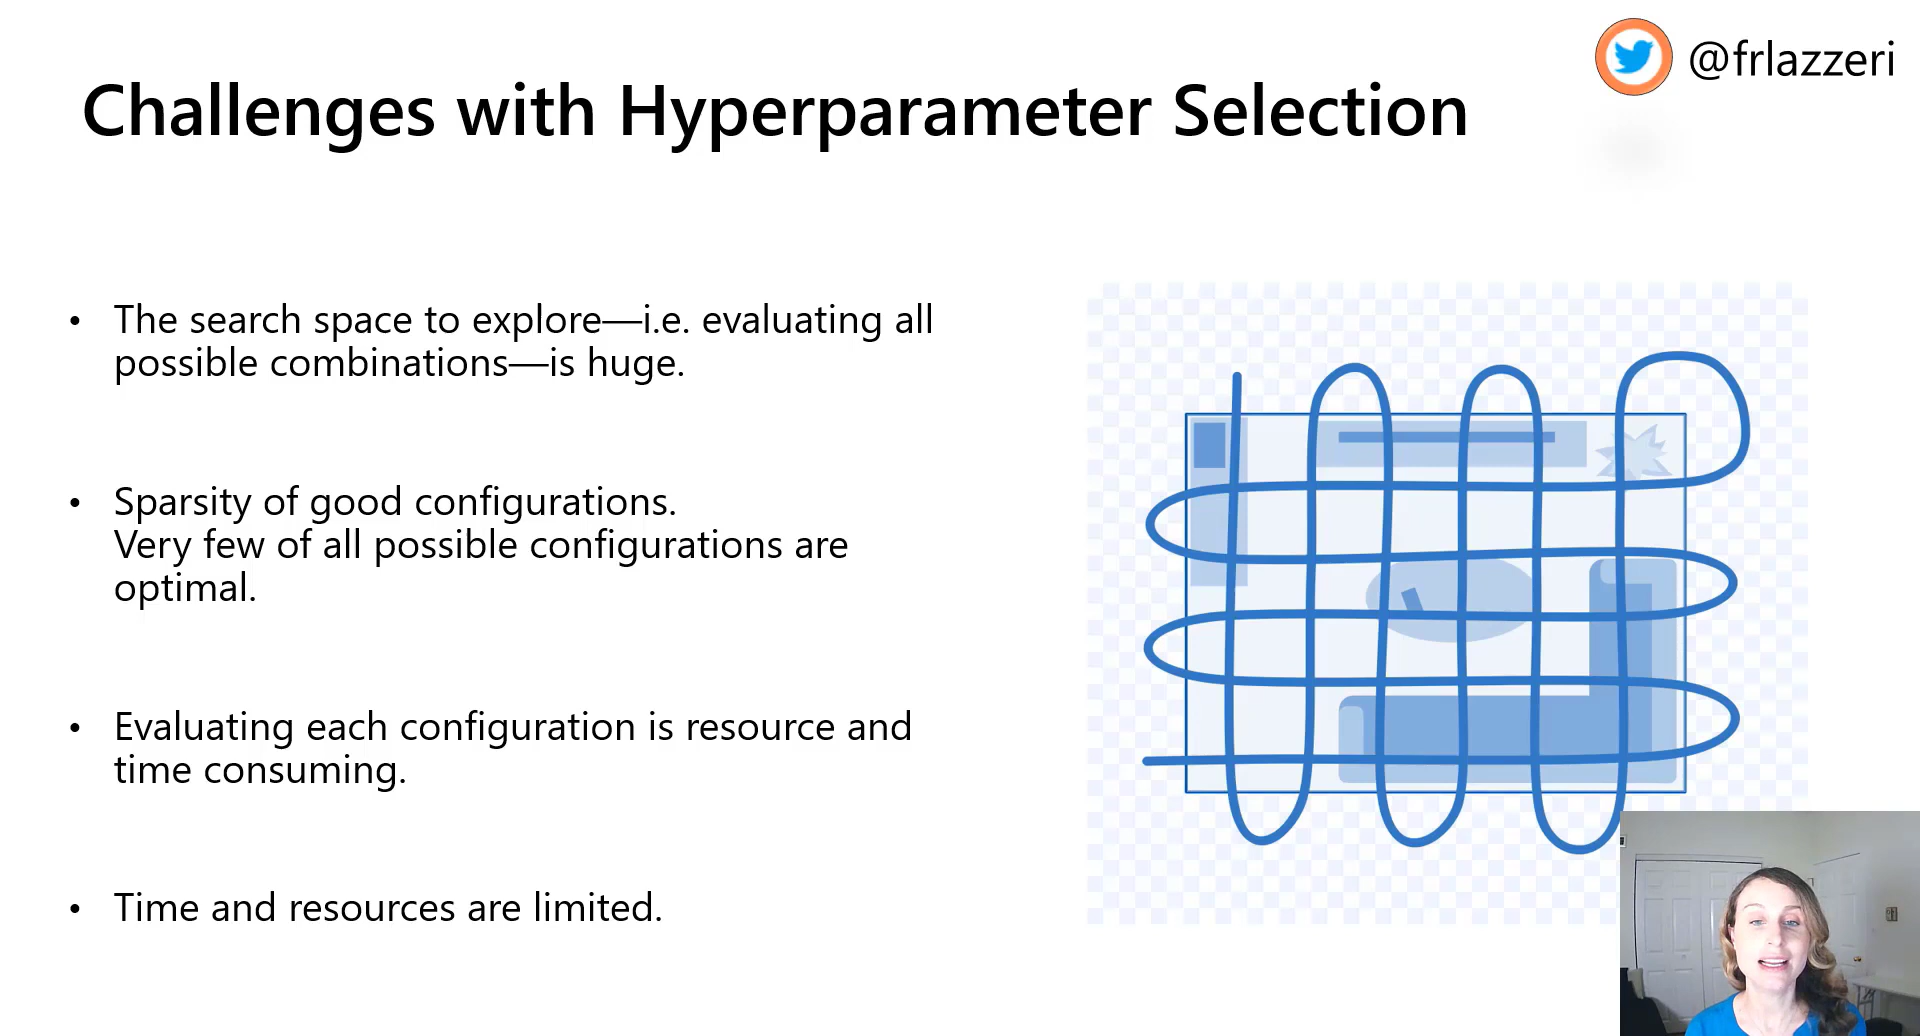 @frlazzeri
Challenges with Hyperparameter Selection
• The search space to explore—i.e. evaluating all
possible combinations—is huge.
• Sparsity of good configurations.
Very few of all possible configurations are
optimal.
• Evaluating each configuration is resource and
time consuming.
• Time and resources are limited.